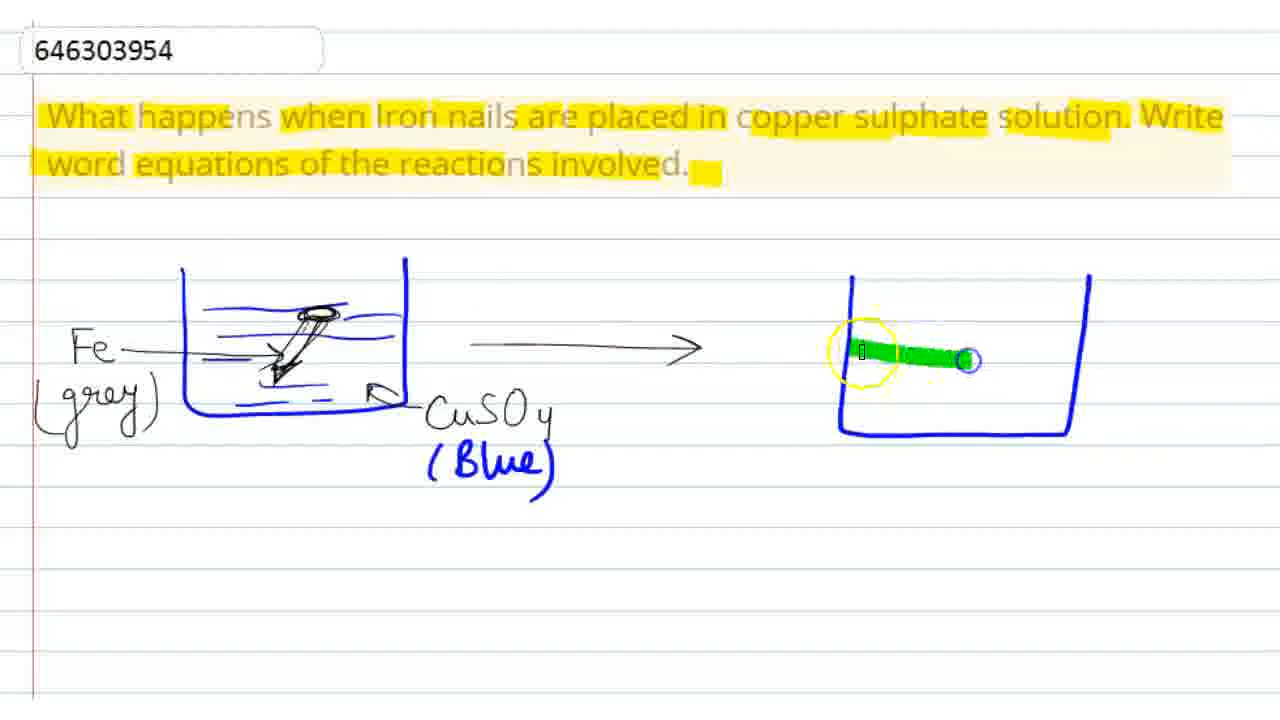 646303954
What happens when Iron nails are placed in copper sulphate solution. Write
word equations of the reactions involved.
Fe
(grey)
CuSO4
(Blue)